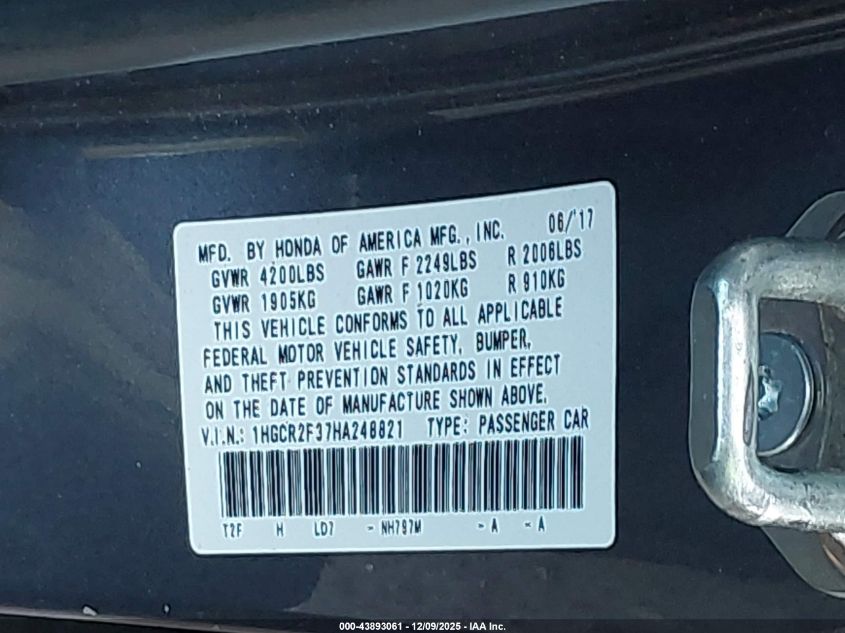 MFD. BY HONDA OF AMERICA MFG., INC. 06/'17
GVWR 4200LBS GAWR F 2249LBS R 2006LBS
GVWR 1905KG GAWR F 1020KG R 910KG
THIS VEHICLE CONFORMS TO ALL APPLICABLE
FEDERAL MOTOR VEHICLE SAFETY, BUMPER,
AND THEFT PREVENTION STANDARDS IN EFFECT
ON THE DATE OF MANUFACTURE SHOWN ABOVE.
V.I.N.: 1HGCR2F37HA248821 TYPE: PASSENGER CAR
T2F H LD7 - NH797M - A - A
000-43893061 - 12/09/2025 - IAA Inc.